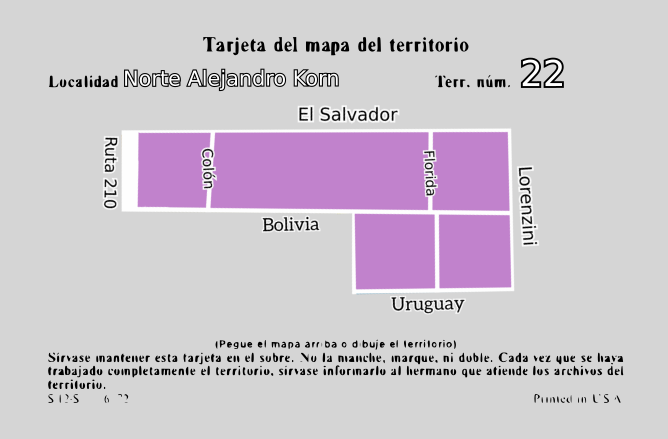 Tarjeta del mapa del territorio
Localidad Norte Alejandro Korn Terr. núm. 22
El Salvador
Ruta 210
Colón
Florida
Lorenzini
Bolivia
Uruguay
(Pegue el mapa arriba o dibuje el territorio)
Sírvase mantener esta tarjeta en el sobre. No la manche, marque, ni doble. Cada vez que se haya
trabajado completamente el territorio, sírvase informarlo al hermano que atiende los archivos del
territorio.
S-12-S 6-72 Printed in U.S.A.